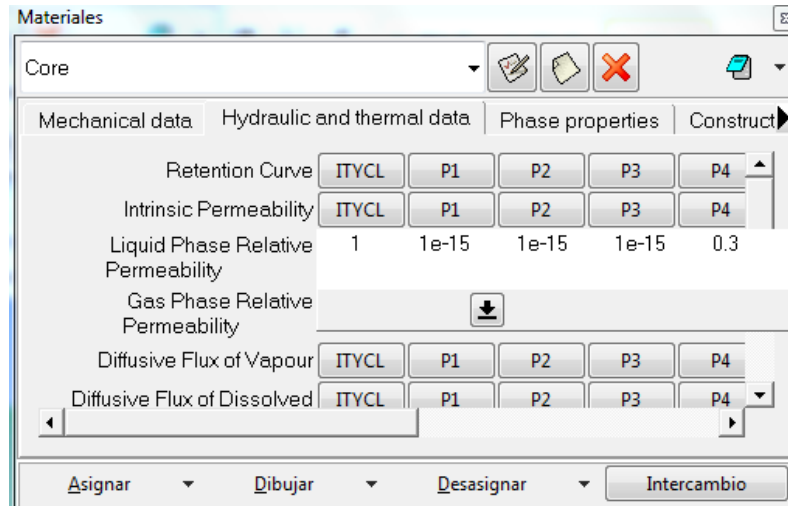 Materiales
Core
Mechanical data Hydraulic and thermal data Phase properties Construct
Retention Curve ITYCL P1 P2 P3 P4
Intrinsic Permeability ITYCL P1 P2 P3 P4
Liquid Phase Relative 1 1e-15 1e-15 1e-15 0.3
Permeability
Gas Phase Relative
Permeability
Diffusive Flux of Vapour ITYCL P1 P2 P3 P4
Diffusive Flux of Dissolved ITYCL P1 P2 P3 P4
Asignar Dibujar Desasignar Intercambio